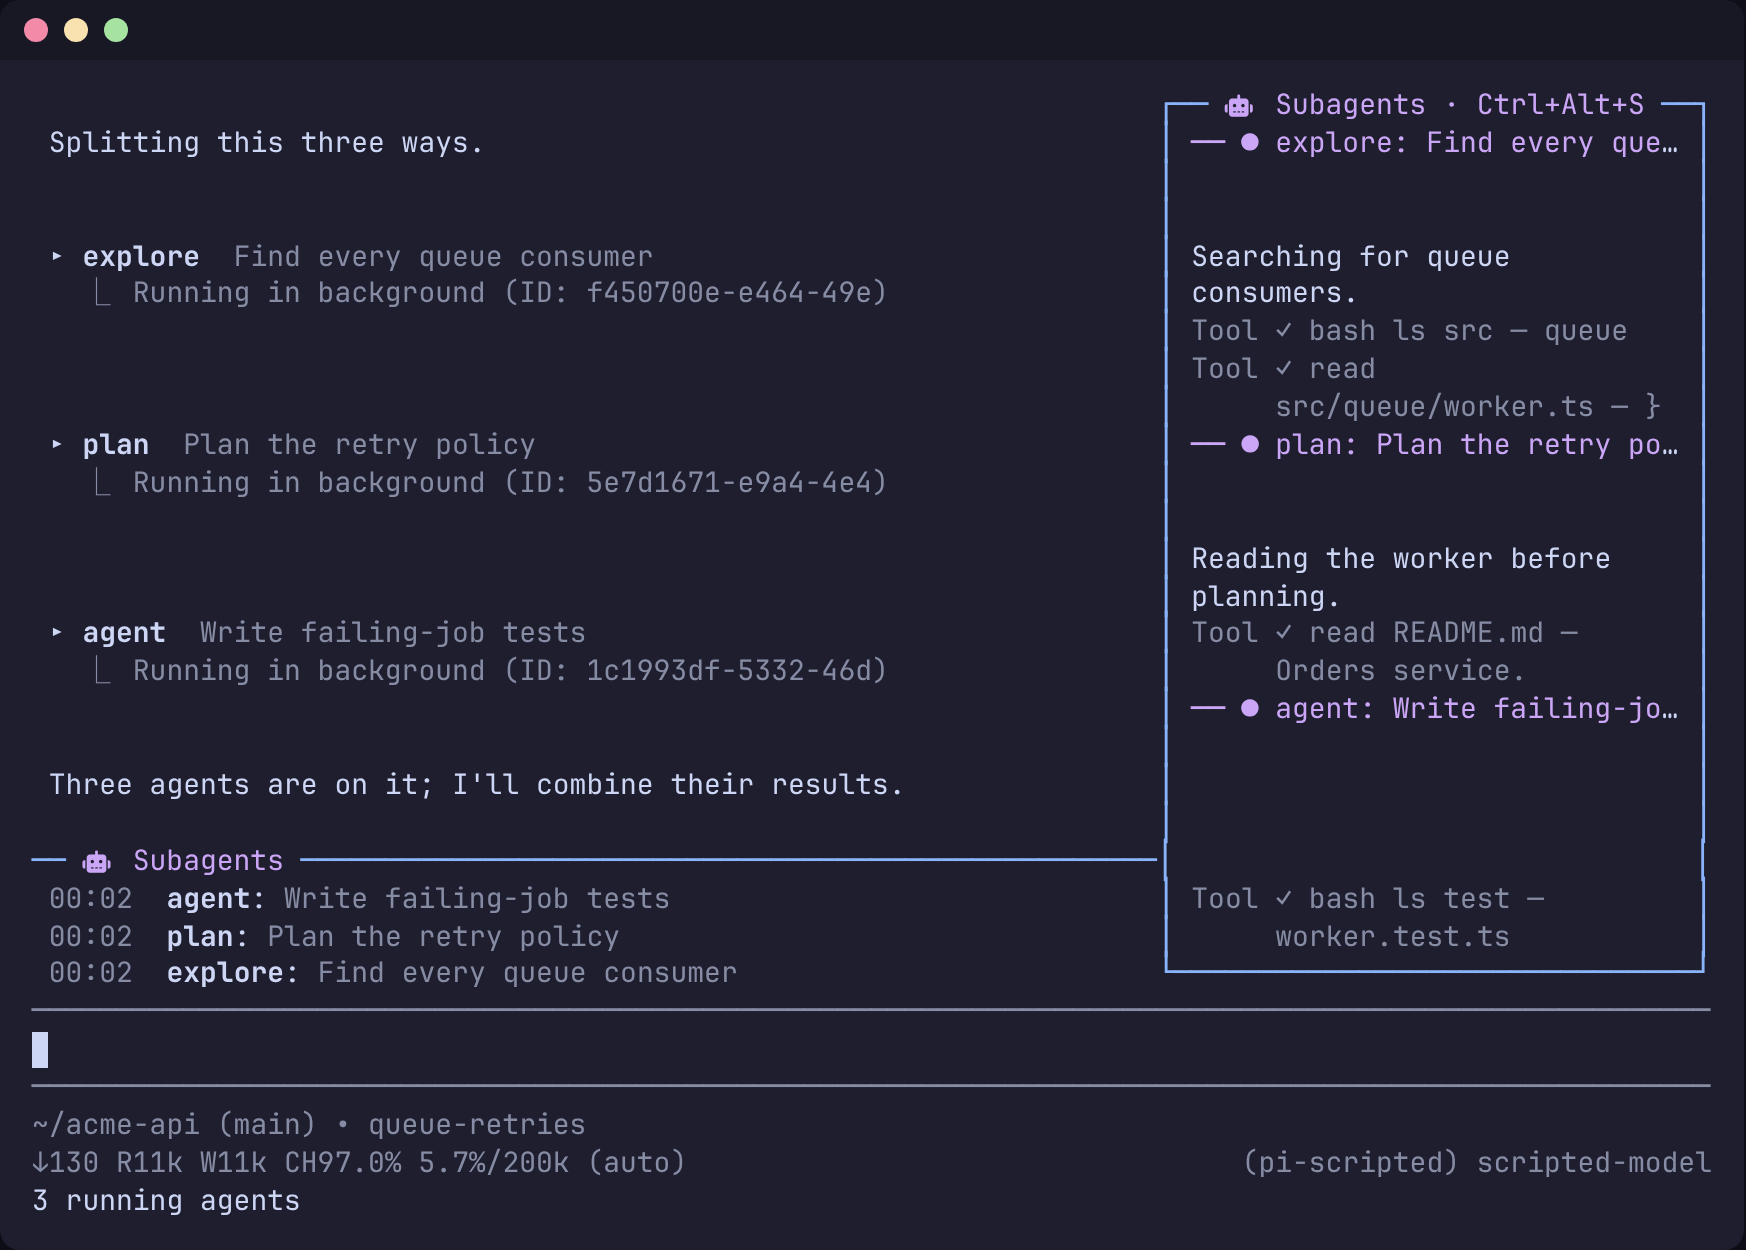 Splitting this three ways.
▸ explore  Find every queue consumer
⎿ Running in background (ID: f450700e-e464-49e)
▸ plan  Plan the retry policy
⎿ Running in background (ID: 5e7d1671-e9a4-4e4)
▸ agent  Write failing-job tests
⎿ Running in background (ID: 1c1993df-5332-46d)
Three agents are on it; I'll combine their results.
Subagents
00:02  agent: Write failing-job tests
00:02  plan: Plan the retry policy
00:02  explore: Find every queue consumer
Subagents · Ctrl+Alt+S
● explore: Find every que…
Searching for queue
consumers.
Tool ✓ bash ls src — queue
Tool ✓ read
src/queue/worker.ts — }
● plan: Plan the retry po…
Reading the worker before
planning.
Tool ✓ read README.md —
Orders service.
● agent: Write failing-jo…
Tool ✓ bash ls test —
worker.test.ts
~/acme-api (main) • queue-retries
↓130 R11k W11k CH97.0% 5.7%/200k (auto)
(pi-scripted) scripted-model
3 running agents